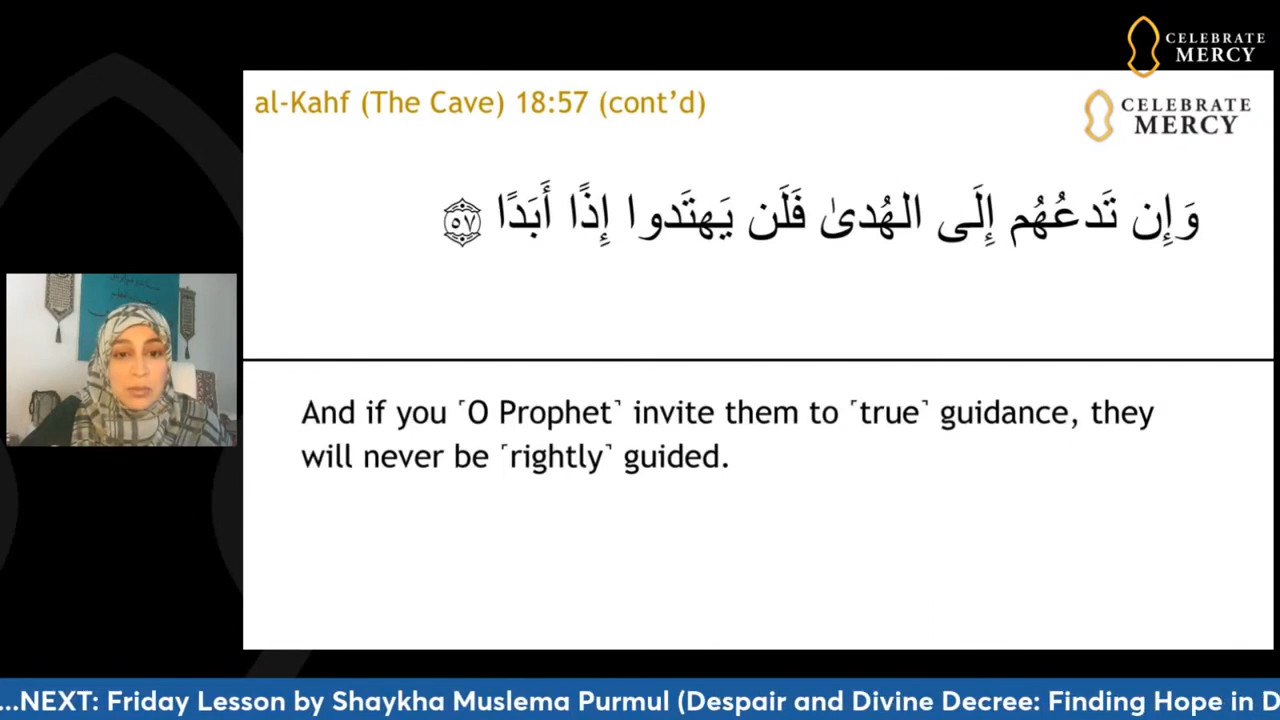 CELEBRATE
MERCY
al-Kahf (The Cave) 18:57 (cont’d)
CELEBRATE
MERCY
وَإِن تَدعُهُم إِلَى الهُدىٰ فَلَن يَهتَدوا إِذًا أَبَدًا ۝٥٧
And if you ˹O Prophet˺ invite them to ˹true˺ guidance, they
will never be ˹rightly˺ guided.
...NEXT: Friday Lesson by Shaykha Muslema Purmul (Despair and Divine Decree: Finding Hope in D